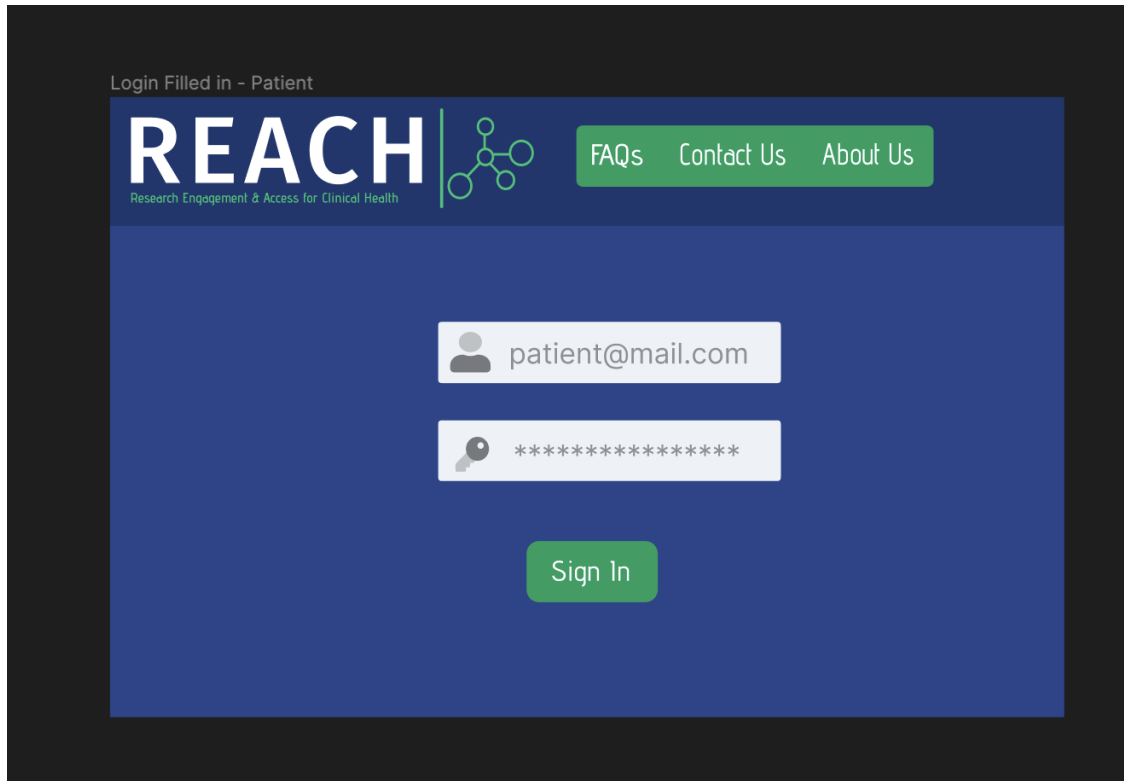 Login Filled in - Patient
REACH
Research Engagement & Access for Clinical Health
FAQs Contact Us About Us
patient@mail.com
****************
Sign In